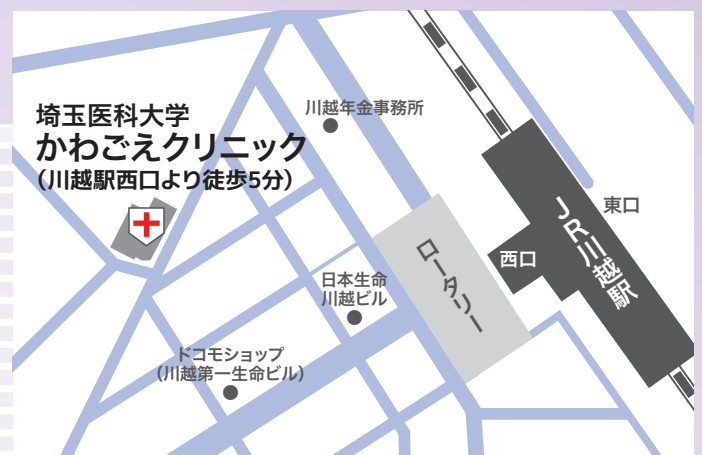 埼玉医科大学
かわごえクリニック
（川越駅西口より徒歩5分）
川越年金事務所
東口
JR川越駅
西口
ロータリー
日本生命
川越ビル
ドコモショップ
（川越第一生命ビル）